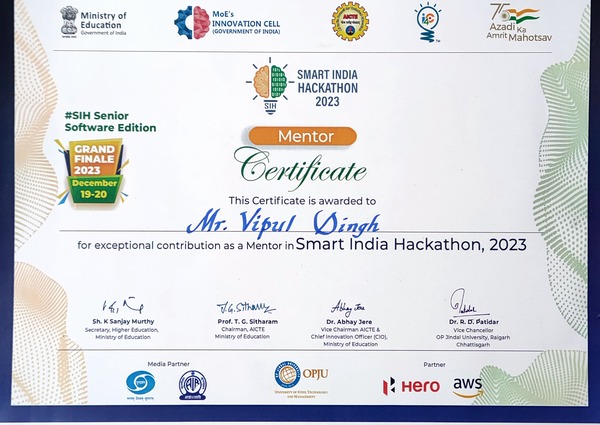 Ministry of
Education
Government of India
MoE's
INNOVATION CELL
(GOVERNMENT OF INDIA)
AICTE
75
Azadi Ka
Amrit Mahotsav
SMART INDIA
HACKATHON
2023
SIH
#SIH Senior
Software Edition
GRAND
FINALE
2023
December
19-20
Mentor
Certificate
This Certificate is awarded to
Mr. Vipul Singh
for exceptional contribution as a Mentor in Smart India Hackathon, 2023
T.G. Sitharam
Abhay Jere
Sh. K Sanjay Murthy
Secretary, Higher Education,
Ministry of Education
Prof. T. G. Sitharam
Chairman, AICTE
Ministry of Education
Dr. Abhay Jere
Vice Chairman AICTE &
Chief Innovation Officer (CIO),
Ministry of Education
Dr. R. D. Patidar
Vice Chancellor
OP Jindal University, Raigarh
Chhattisgarh
Media Partner
OPJU
UNIVERSITY OF STEEL TECHNOLOGY
AND MANAGEMENT
Partner
Hero
aws